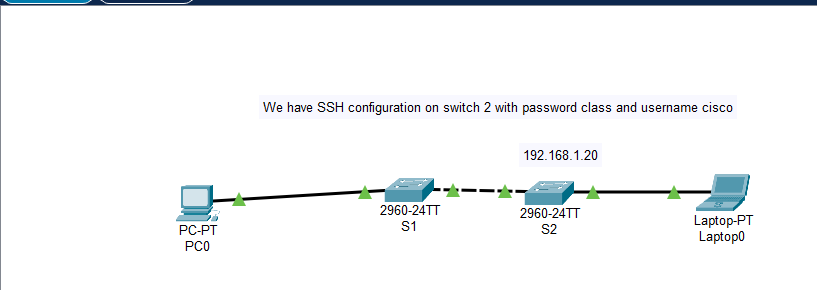 We have SSH configuration on switch 2 with password class and username cisco
192.168.1.20
2960-24TT
S1
2960-24TT
S2
PC-PT
PC0
Laptop-PT
Laptop0